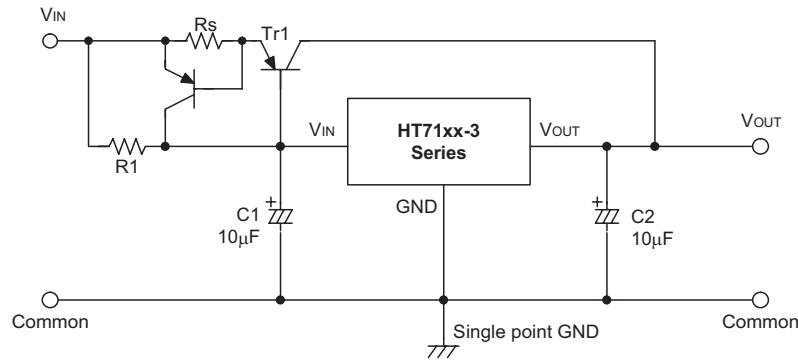 VIN
Rs
Tr1
R1
VIN
HT71xx-3
Series
VOUT
VOUT
GND
C1
10μF
C2
10μF
Common
Single point GND
Common